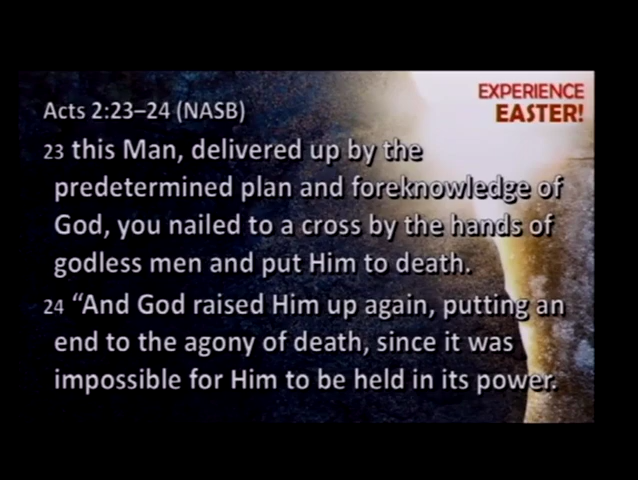 EXPERIENCE
EASTER!
Acts 2:23–24 (NASB)
23 this Man, delivered up by the
predetermined plan and foreknowledge of
God, you nailed to a cross by the hands of
godless men and put Him to death.
24 “And God raised Him up again, putting an
end to the agony of death, since it was
impossible for Him to be held in its power.